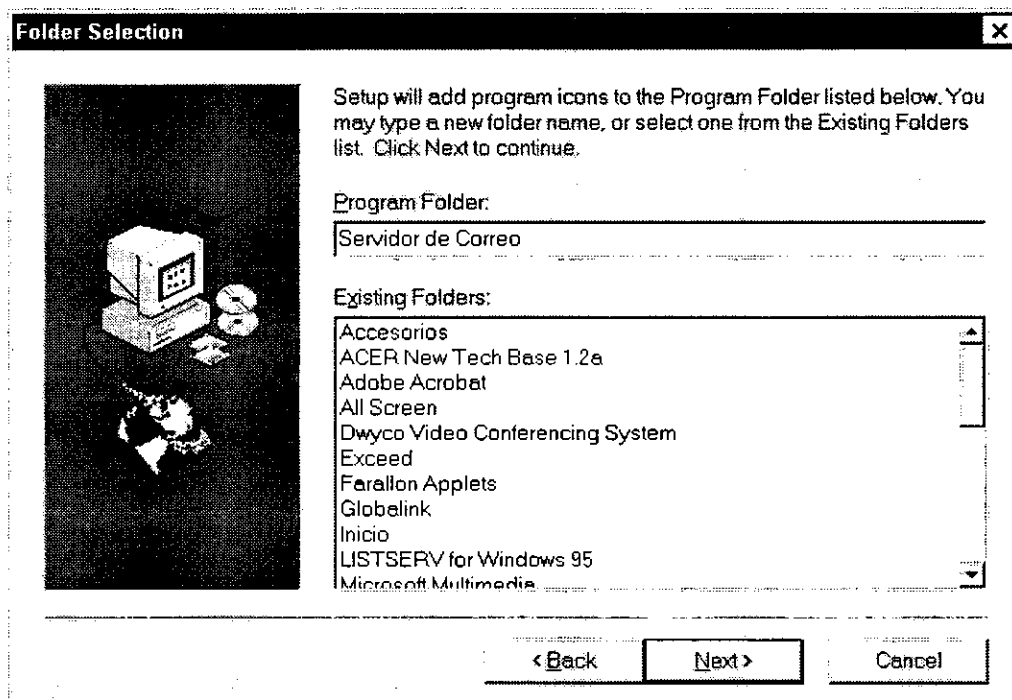 Folder Selection
Setup will add program icons to the Program Folder listed below. You
may type a new folder name, or select one from the Existing Folders
list. Click Next to continue.
Program Folder:
Servidor de Correo
Existing Folders:
Accesorios
ACER New Tech Base 1.2a
Adobe Acrobat
All Screen
Dwyco Video Conferencing System
Exceed
Farallon Applets
Globalink
Inicio
LISTSERV for Windows 95
Microsoft Multimedia
< Back
Next >
Cancel